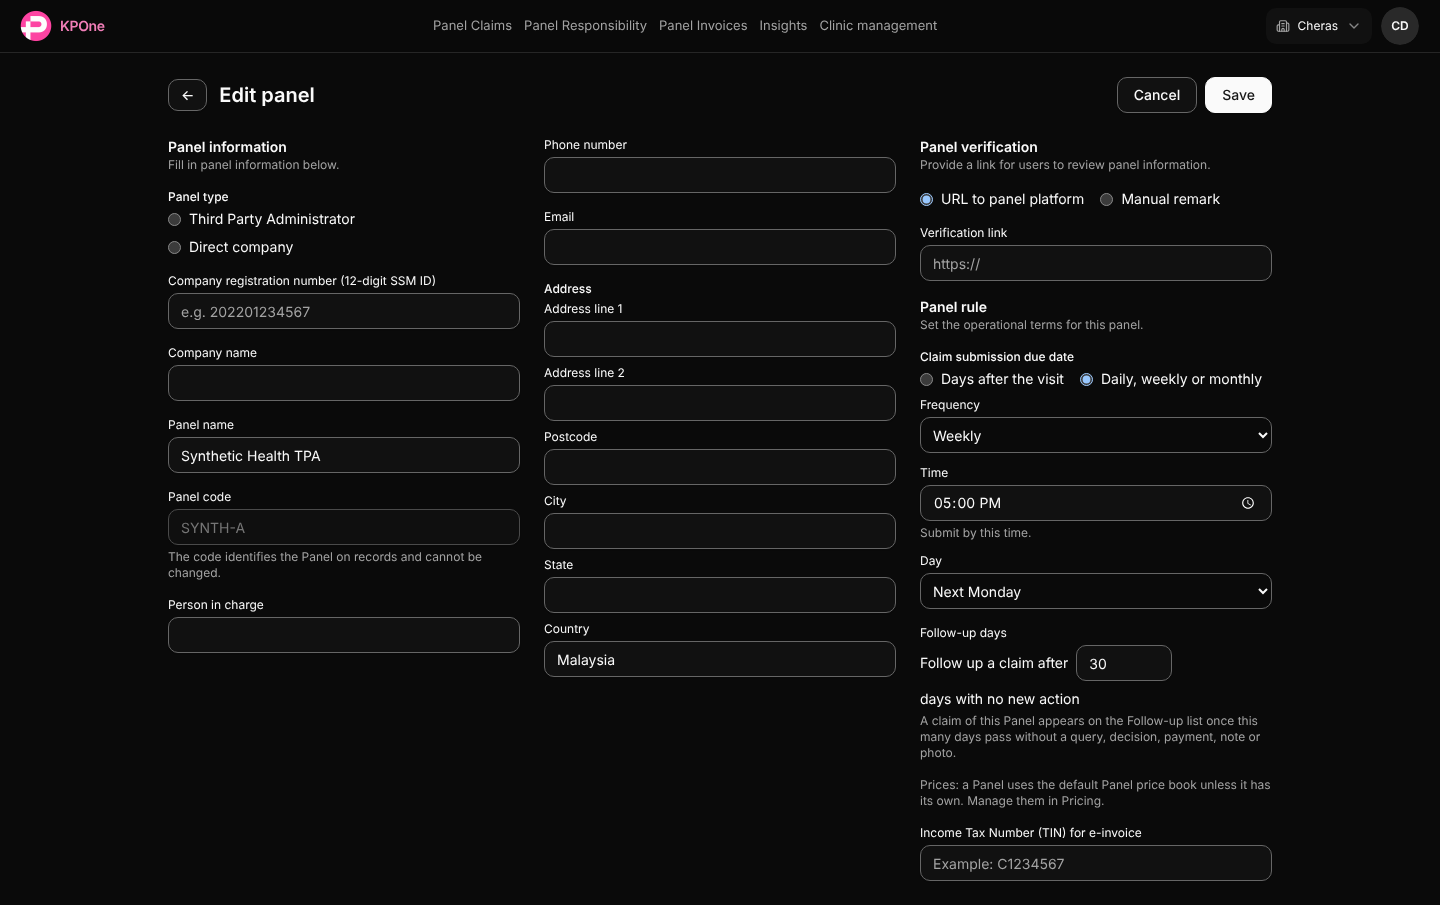 KPOne
Panel Claims Panel Responsibility Panel Invoices Insights Clinic management
Cheras
CD
Edit panel
Cancel
Save
Panel information
Fill in panel information below.
Panel type
Third Party Administrator
Direct company
Company registration number (12-digit SSM ID)
e.g. 202201234567
Company name
Panel name
Synthetic Health TPA
Panel code
SYNTH-A
The code identifies the Panel on records and cannot be
changed.
Person in charge
Phone number
Email
Address
Address line 1
Address line 2
Postcode
City
State
Country
Malaysia
Panel verification
Provide a link for users to review panel information.
URL to panel platform Manual remark
Verification link
https://
Panel rule
Set the operational terms for this panel.
Claim submission due date
Days after the visit Daily, weekly or monthly
Frequency
Weekly
Time
05:00 PM
Submit by this time.
Day
Next Monday
Follow-up days
Follow up a claim after 30
days with no new action
A claim of this Panel appears on the Follow-up list once this
many days pass without a query, decision, payment, note or
photo.
Prices: a Panel uses the default Panel price book unless it has
its own. Manage them in Pricing.
Income Tax Number (TIN) for e-invoice
Example: C1234567